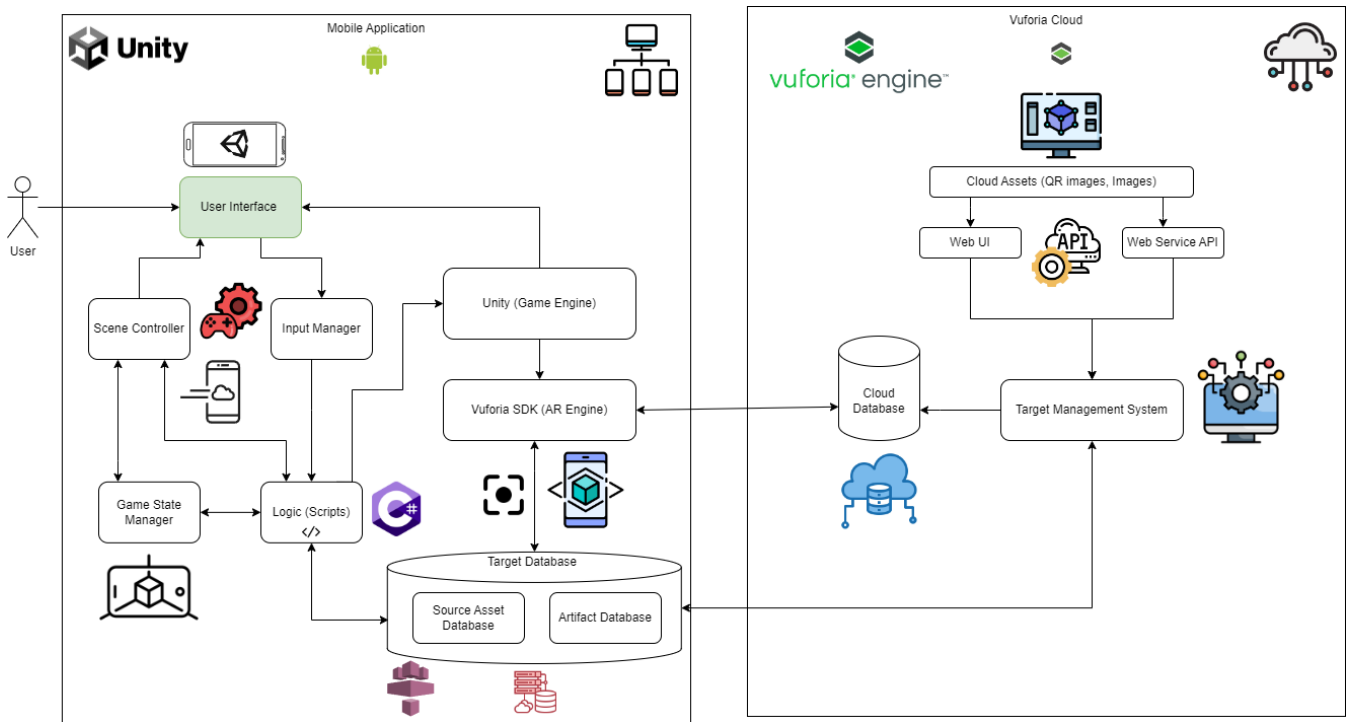 Mobile Application
Unity
Vuforia Cloud
vuforia® engine™
User Interface
User
Scene Controller
Input Manager
Unity (Game Engine)
Vuforia SDK (AR Engine)
Game State
Manager
Logic (Scripts)
</>
C#
Target Database
Source Asset
Database
Artifact Database
Cloud Assets (QR images, Images)
Web UI
API
Web Service API
Cloud
Database
Target Management System